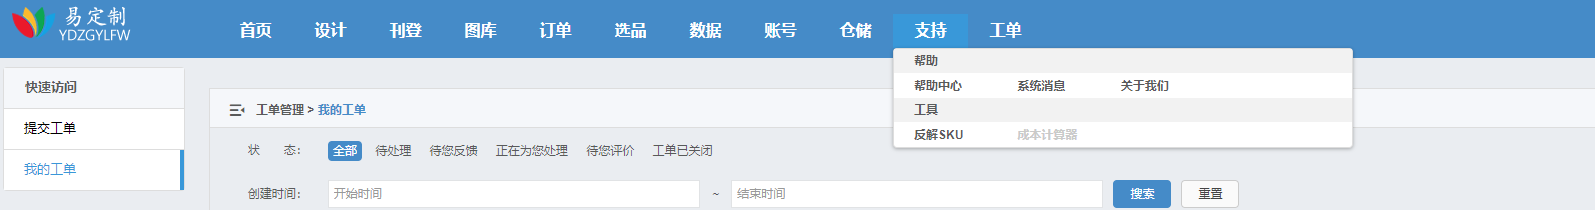 易定制
YDZGYLFW
首页 设计 刊登 图库 订单 选品 数据 账号 仓储 支持 工单
帮助
帮助中心 系统消息 关于我们
工具
反解SKU 成本计算器
快速访问
提交工单
我的工单
工单管理 > 我的工单
状 态: 全部 待处理 待您反馈 正在为您处理 待您评价 工单已关闭
创建时间: 开始时间 ~ 结束时间 搜索 重置